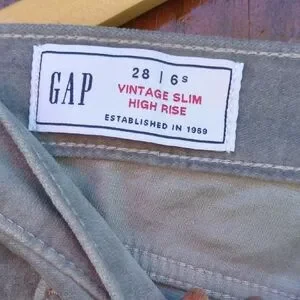 GAP
28 | 6s
VINTAGE SLIM
HIGH RISE
ESTABLISHED IN 1969